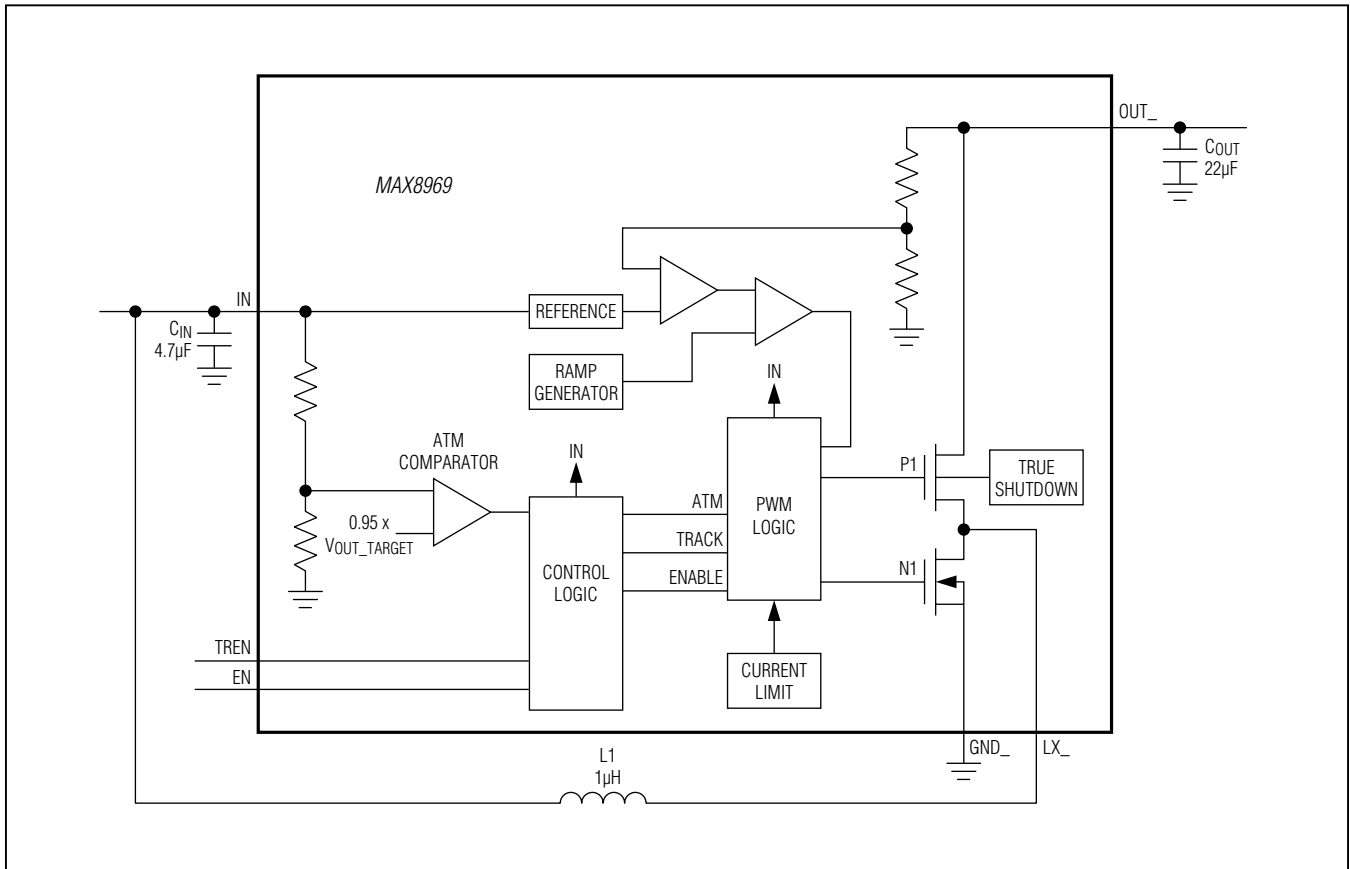 OUT_
COUT
22µF
MAX8969
IN
CIN
4.7µF
REFERENCE
RAMP
GENERATOR
IN
ATM
COMPARATOR
IN
0.95 x
VOUT_TARGET
CONTROL
LOGIC
ATM
TRACK
ENABLE
PWM
LOGIC
P1
TRUE
SHUTDOWN
N1
TREN
EN
CURRENT
LIMIT
GND_
LX_
L1
1µH